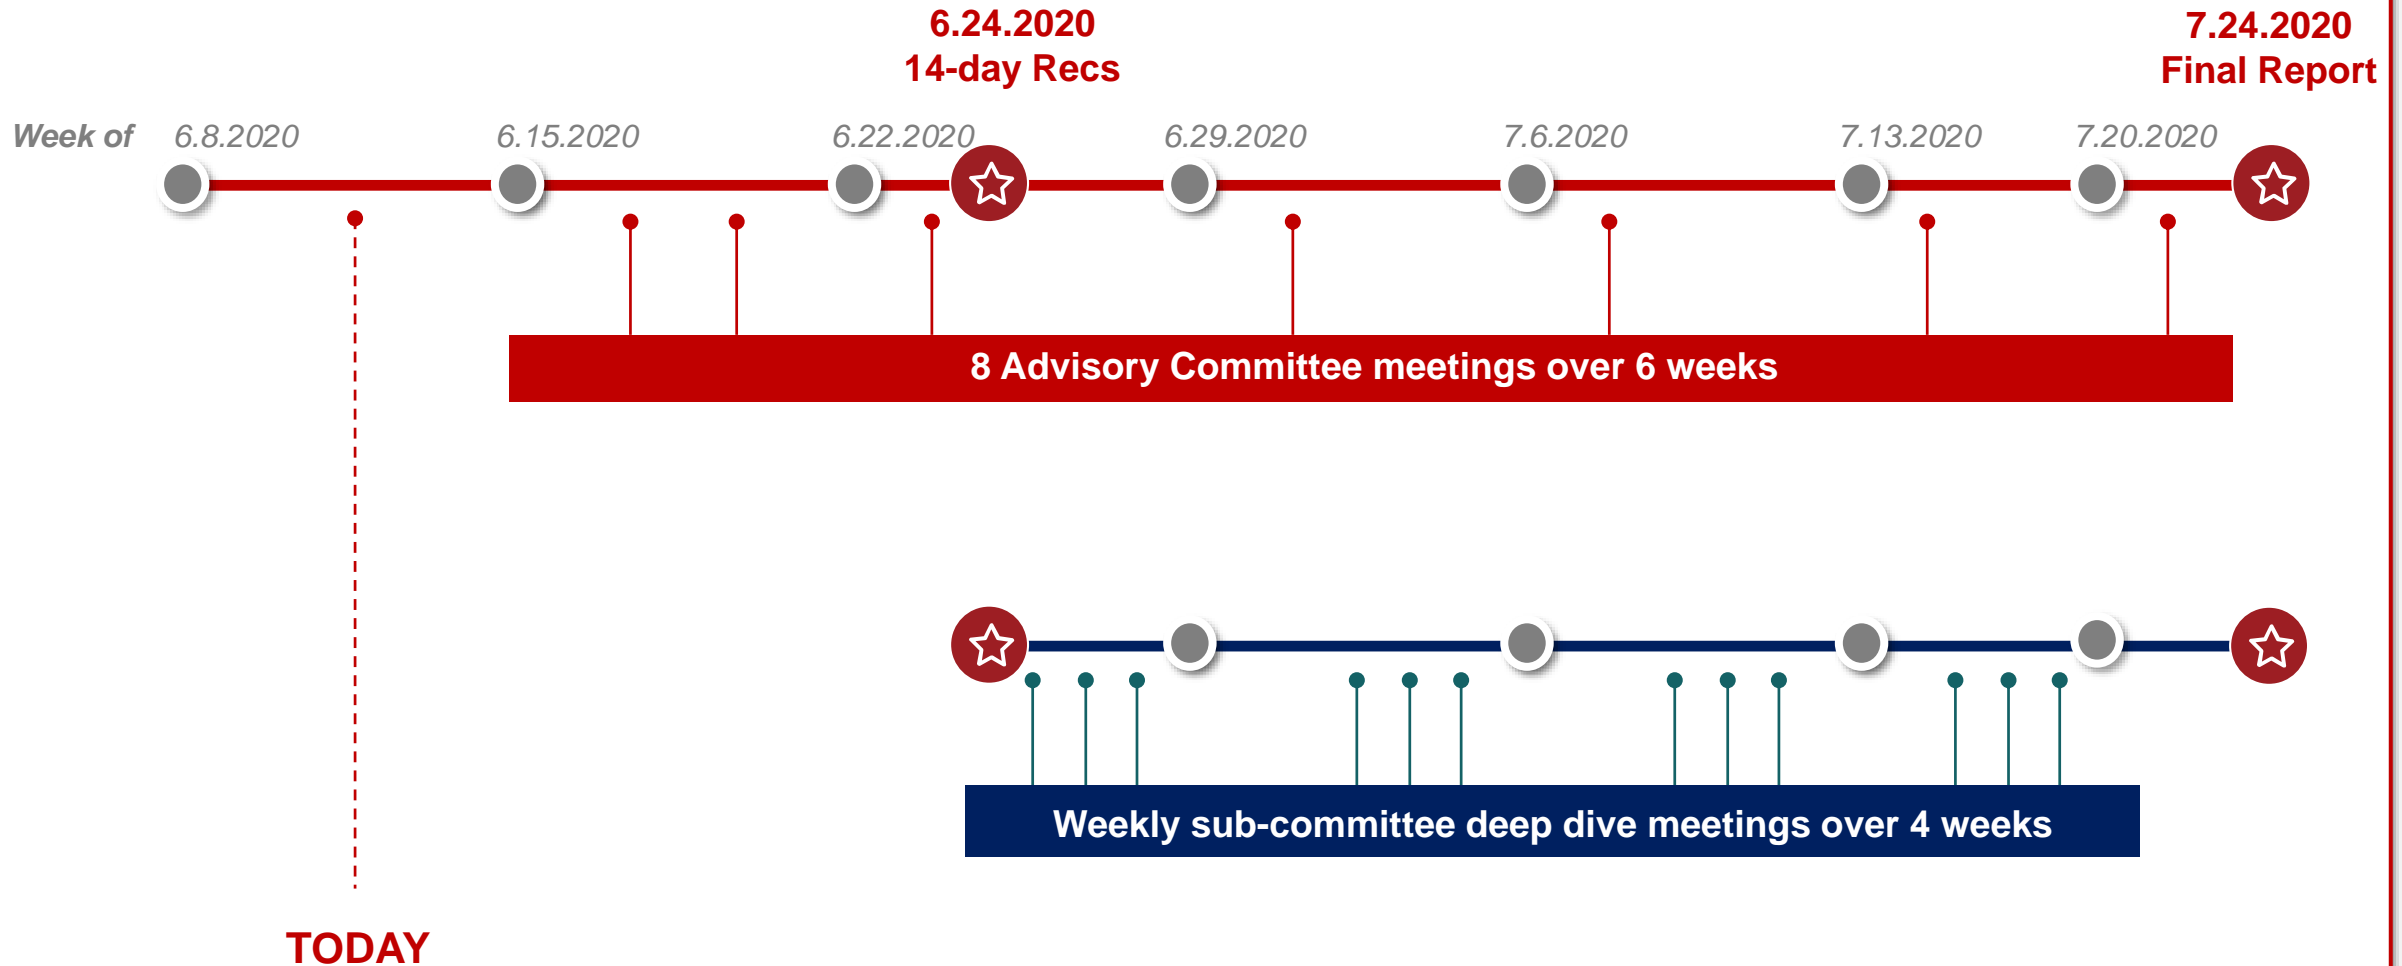 6.24.2020
14-day Recs
7.24.2020
Final Report
Week of 6.8.2020 6.15.2020 6.22.2020 6.29.2020 7.6.2020 7.13.2020 7.20.2020
8 Advisory Committee meetings over 6 weeks
Weekly sub-committee deep dive meetings over 4 weeks
TODAY